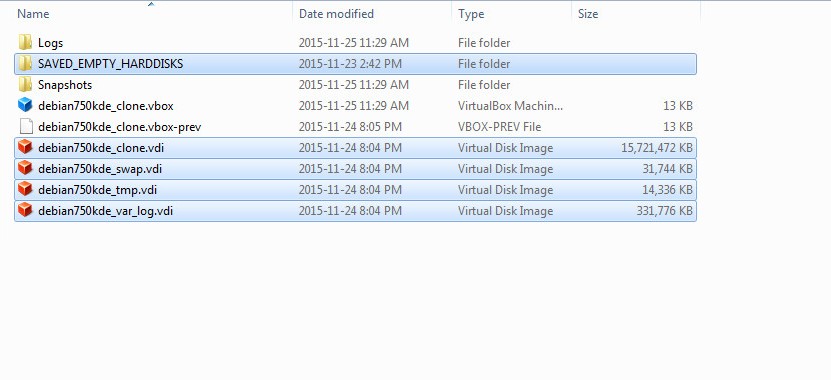 Name Date modified Type Size
Logs 2015-11-25 11:29 AM File folder
SAVED_EMPTY_HARDDISKS 2015-11-23 2:42 PM File folder
Snapshots 2015-11-25 11:29 AM File folder
debian750kde_clone.vbox 2015-11-25 11:29 AM VirtualBox Machin... 13 KB
debian750kde_clone.vbox-prev 2015-11-24 8:05 PM VBOX-PREV File 13 KB
debian750kde_clone.vdi 2015-11-24 8:04 PM Virtual Disk Image 15,721,472 KB
debian750kde_swap.vdi 2015-11-24 8:04 PM Virtual Disk Image 31,744 KB
debian750kde_tmp.vdi 2015-11-24 8:04 PM Virtual Disk Image 14,336 KB
debian750kde_var_log.vdi 2015-11-24 8:04 PM Virtual Disk Image 331,776 KB